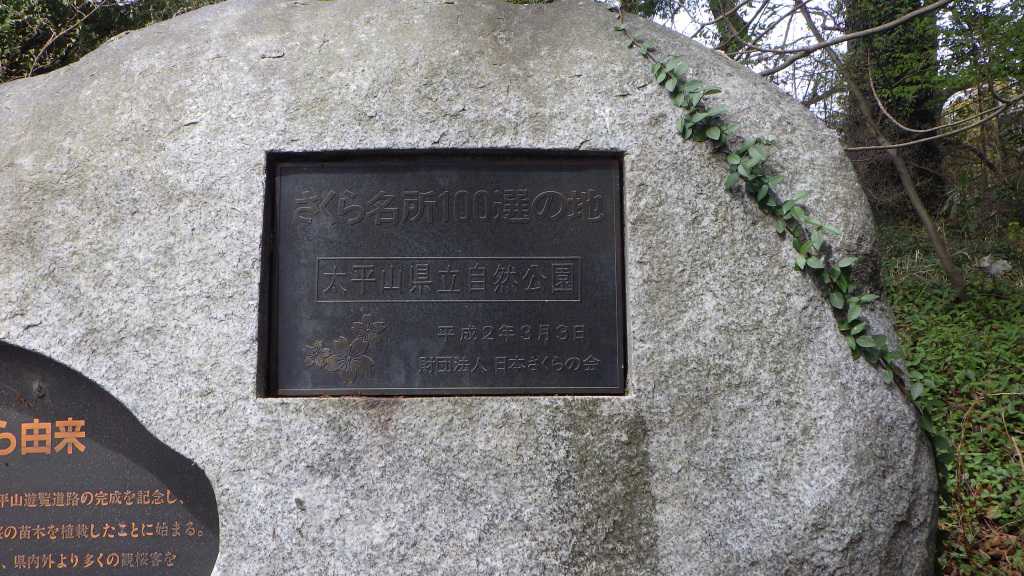 さくら名所100選の地
太平山県立自然公園
平成2年3月3日
財団法人 日本さくらの会
ら由来
平山遊覧道路の完成を記念し、
の苗木を植栽したことに始まる。
、県内外より多くの観桜客を